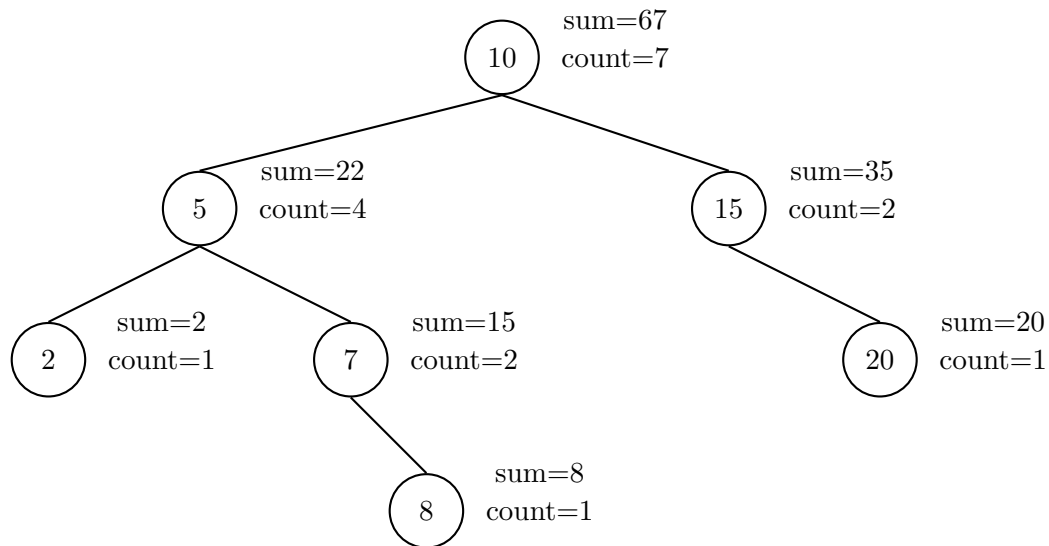 sum=67
10
count=7
sum=22
5
count=4
sum=35
15
count=2
sum=2
2
count=1
sum=15
7
count=2
sum=20
20
count=1
sum=8
8
count=1